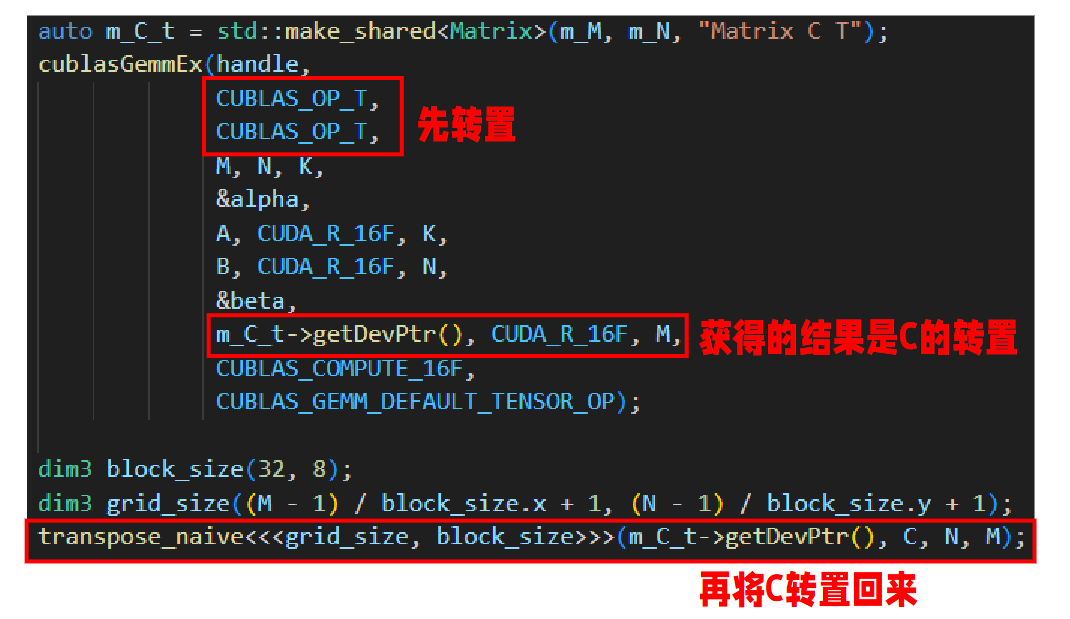 auto m_C_t = std::make_shared<Matrix>(m_M, m_N, "Matrix C T");
cublasGemmEx(handle,
CUBLAS_OP_T,
CUBLAS_OP_T,
先转置
M, N, K,
&alpha,
A, CUDA_R_16F, K,
B, CUDA_R_16F, N,
&beta,
m_C_t->getDevPtr(), CUDA_R_16F, M,
获得的结果是C的转置
CUBLAS_COMPUTE_16F,
CUBLAS_GEMM_DEFAULT_TENSOR_OP);
dim3 block_size(32, 8);
dim3 grid_size((M - 1) / block_size.x + 1, (N - 1) / block_size.y + 1);
transpose_naive<<<grid_size, block_size>>>(m_C_t->getDevPtr(), C, N, M);
再将C转置回来